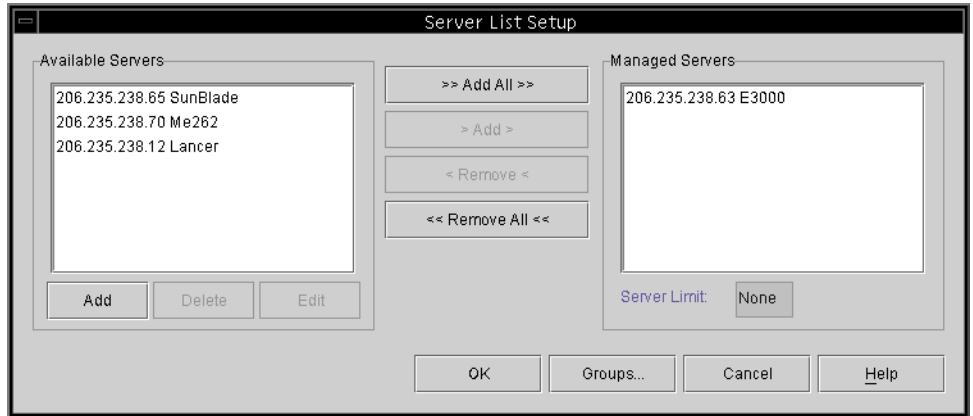 Server List Setup
Available Servers
206.235.238.65 SunBlade
206.235.238.70 Me262
206.235.238.12 Lancer
Add
Delete
Edit
>> Add All >>
> Add >
< Remove <
<< Remove All <<
Managed Servers
206.235.238.63 E3000
Server Limit:
None
OK
Groups...
Cancel
Help